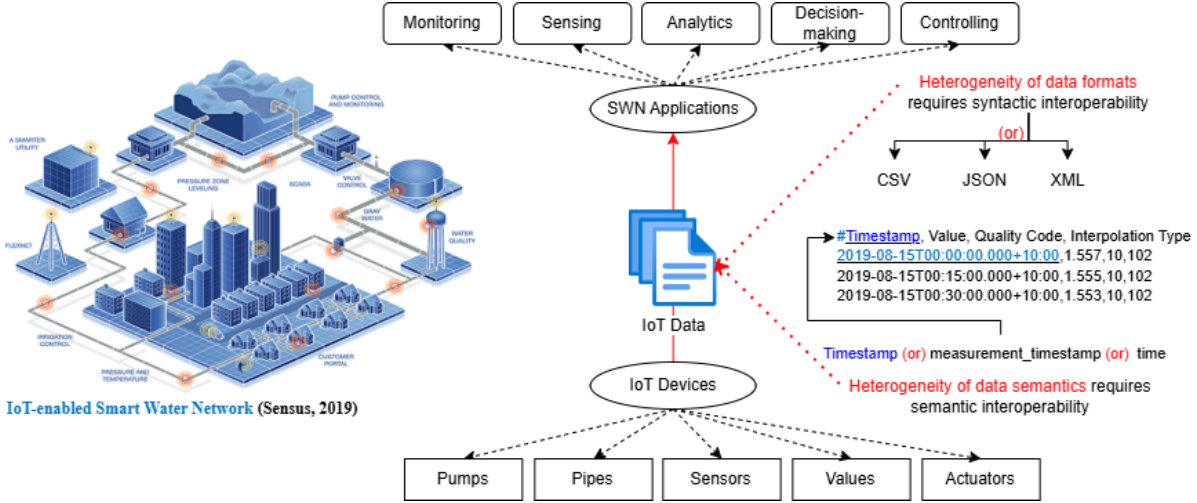 Monitoring
Sensing
Analytics
Decision-
making
Controlling
SWN Applications
Heterogeneity of data formats
requires syntactic interoperability
(or)
CSV
JSON
XML
PUMP CONTROL
AND MONITORING
A SMARTER
UTILITY
PRESSURE ZONE
LEVELING
SCADA
VALVE
CONTROL
GRAY
WATER
WATER
QUALITY
FLEXNET
IRRIGATION
CONTROL
PRESSURE AND
TEMPERATURE
CUSTOMER
PORTAL
IoT-enabled Smart Water Network (Sensus, 2019)
IoT Data
#Timestamp, Value, Quality Code, Interpolation Type
2019-08-15T00:00:00.000+10:00,1.557,10,102
2019-08-15T00:15:00.000+10:00,1.555,10,102
2019-08-15T00:30:00.000+10:00,1.553,10,102
Timestamp (or) measurement_timestamp (or) time
Heterogeneity of data semantics requires
semantic interoperability
IoT Devices
Pumps
Pipes
Sensors
Values
Actuators